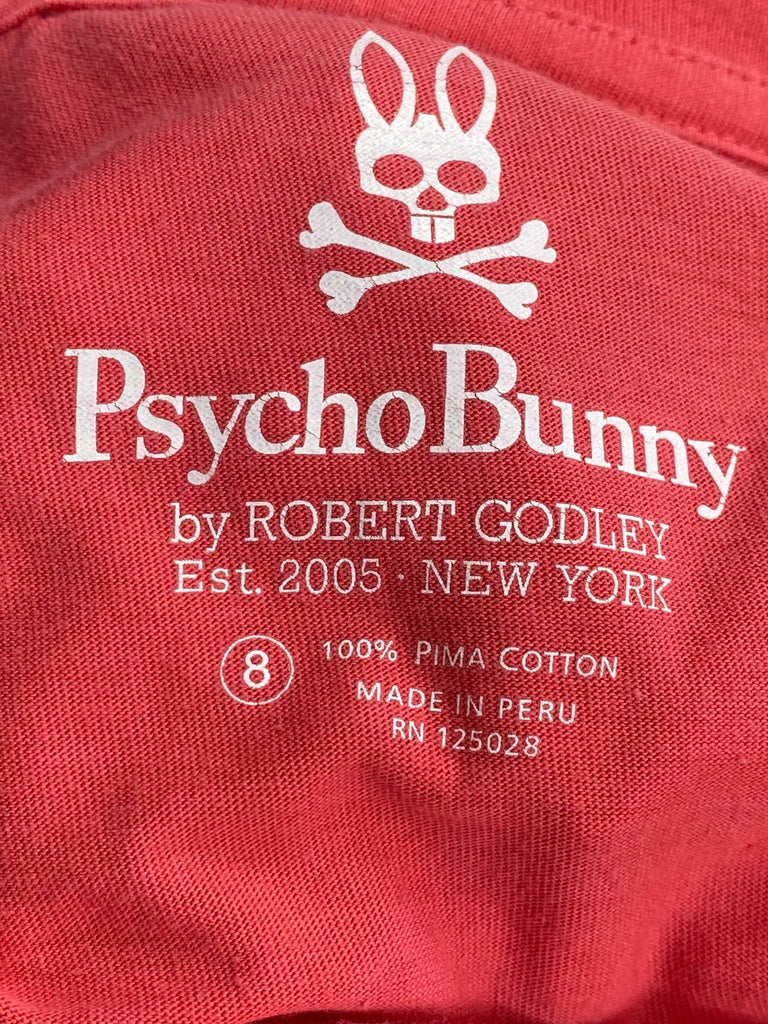 PsychoBunny
by ROBERT GODLEY
Est. 2005 · NEW YORK
8
100% PIMA COTTON
MADE IN PERU
RN 125028